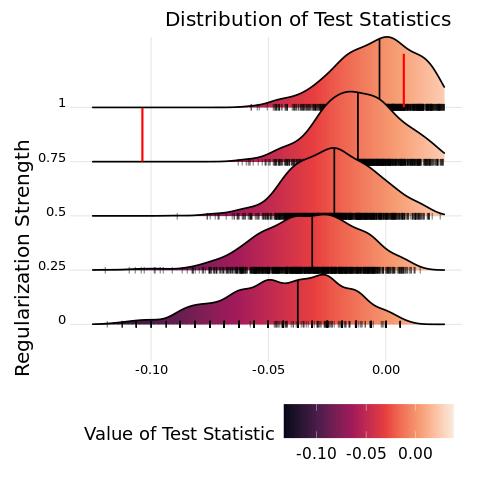 Distribution of Test Statistics
Regularization Strength
1
0.75
0.5
0.25
0
-0.10 -0.05 0.00
Value of Test Statistic
-0.10 -0.05 0.00